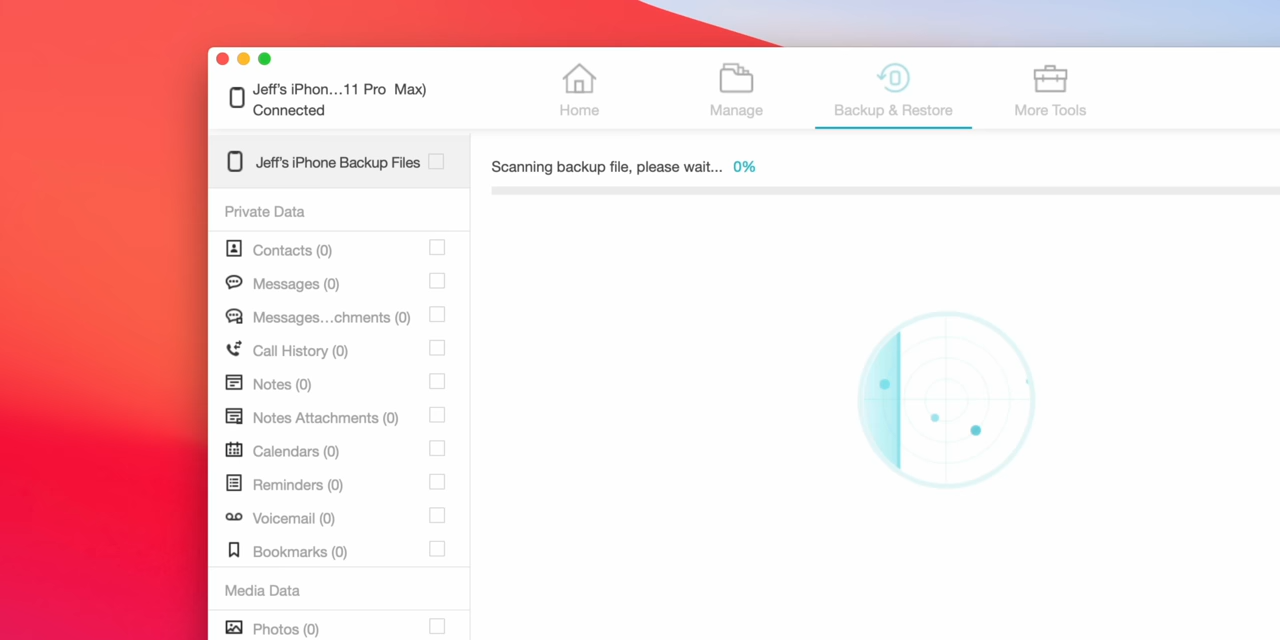 Jeff's iPhon...11 Pro Max)
Connected
Home
Manage
Backup & Restore
More Tools
Jeff's iPhone Backup Files
Scanning backup file, please wait... 0%
Private Data
Contacts (0)
Messages (0)
Messages...chments (0)
Call History (0)
Notes (0)
Notes Attachments (0)
Calendars (0)
Reminders (0)
Voicemail (0)
Bookmarks (0)
Media Data
Photos (0)